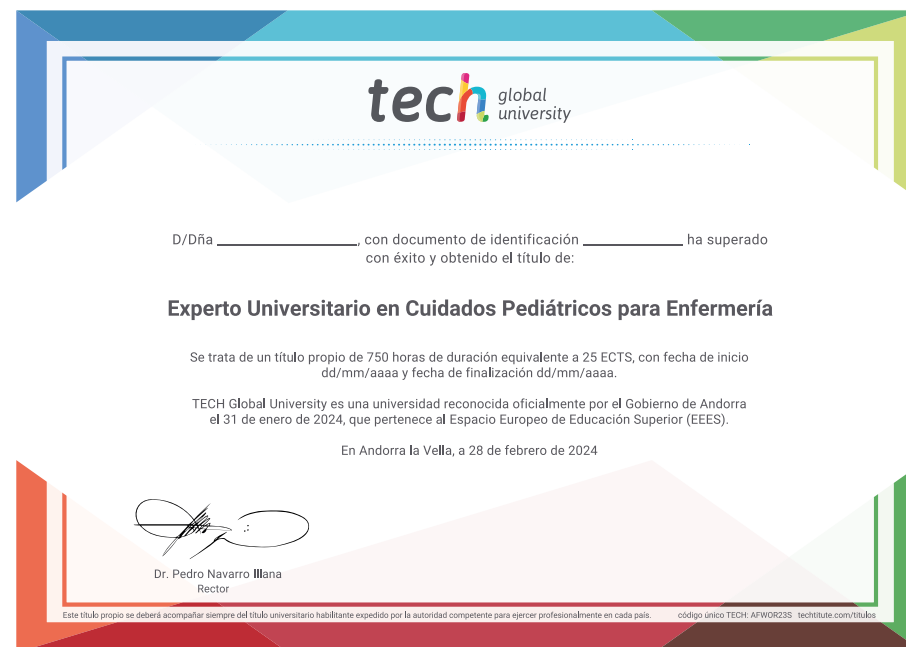 tech global university
D/Dña ____________________, con documento de identificación ______________ ha superado
con éxito y obtenido el título de:
Experto Universitario en Cuidados Pediátricos para Enfermería
Se trata de un título propio de 750 horas de duración equivalente a 25 ECTS, con fecha de inicio
dd/mm/aaaa y fecha de finalización dd/mm/aaaa.
TECH Global University es una universidad reconocida oficialmente por el Gobierno de Andorra
el 31 de enero de 2024, que pertenece al Espacio Europeo de Educación Superior (EEES).
En Andorra la Vella, a 28 de febrero de 2024
Dr. Pedro Navarro Illana
Rector
Este título propio se deberá acompañar siempre del título universitario habilitante expedido por la autoridad competente para ejercer profesionalmente en cada país. código único TECH: AFWOR23S techtitute.com/titulos